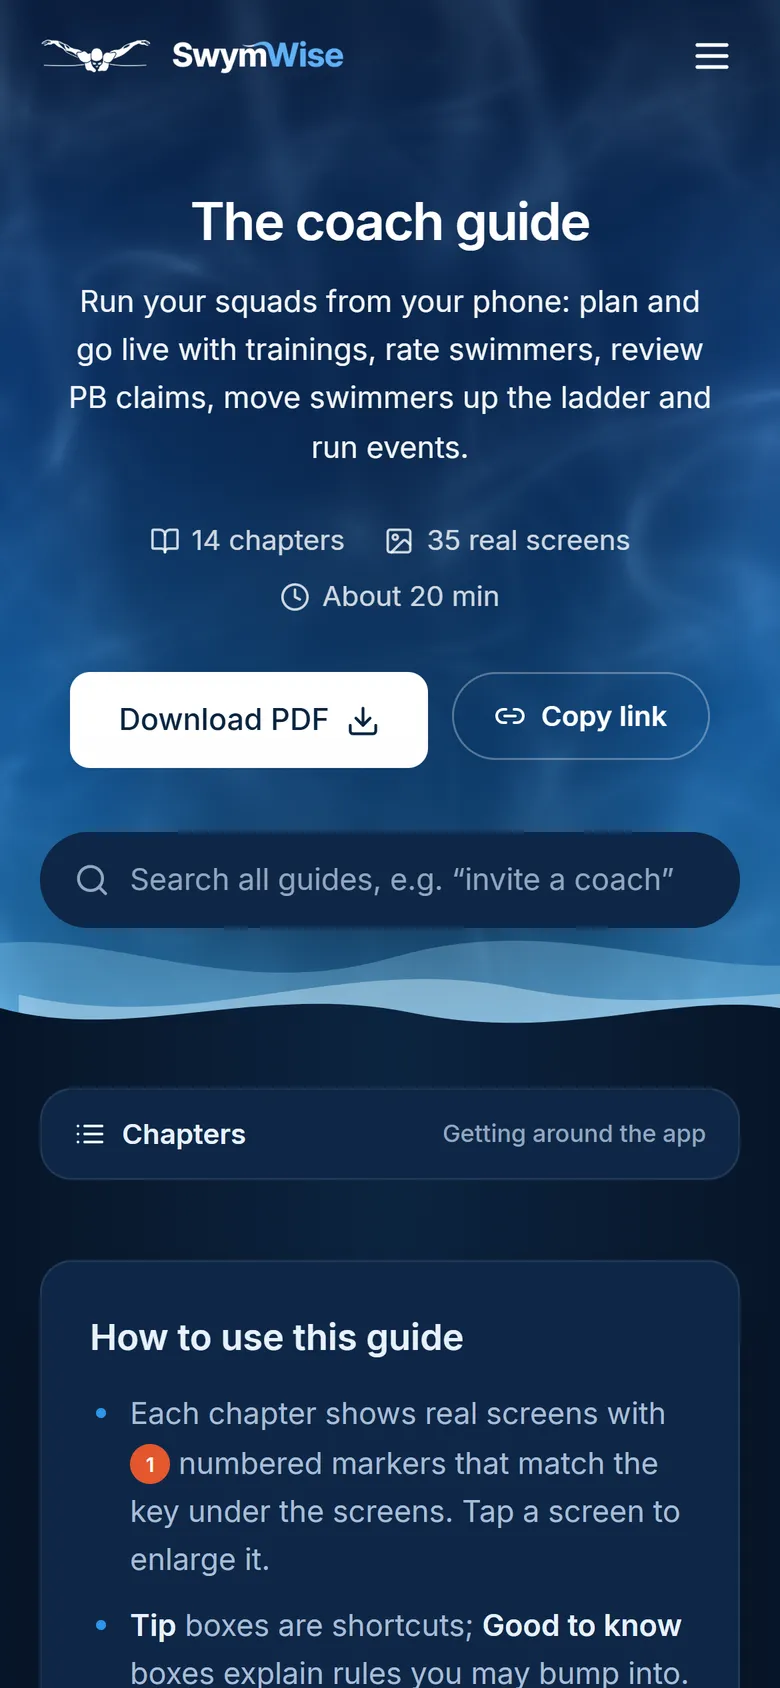 SwymWise
The coach guide
Run your squads from your phone: plan and
go live with trainings, rate swimmers, review
PB claims, move swimmers up the ladder and
run events.
14 chapters 35 real screens
About 20 min
Download PDF Copy link
Search all guides, e.g. “invite a coach”
Chapters Getting around the app
How to use this guide
Each chapter shows real screens with
1 numbered markers that match the
key under the screens. Tap a screen to
enlarge it.
Tip boxes are shortcuts; Good to know
boxes explain rules you may bump into.